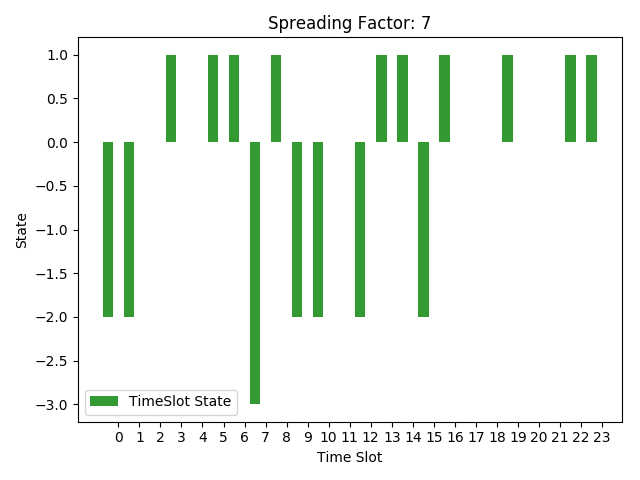 Spreading Factor: 7
1.0
0.5
0.0
−0.5
−1.0
−1.5
−2.0
−2.5
−3.0
State
TimeSlot State
0 1 2 3 4 5 6 7 8 9 10 11 12 13 14 15 16 17 18 19 20 21 22 23
Time Slot